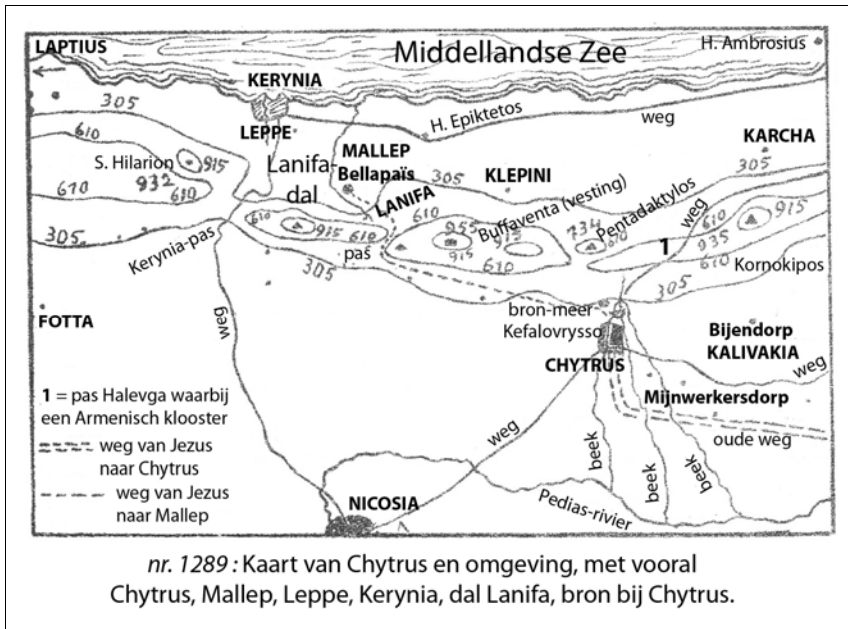 Middellandse Zee
H. Ambrosius
LAPTIUS
KERYNIA
305
LEPPE
H. Epiktetos
weg
610
S. Hilarion
915
932
610
610
305
Lanifa-
dal
MALLEP
Bellapaïs
305
KLEPINI
KARCHA
305
LANIFA
610
Buffaventa (vesting)
Pentadaktylos
weg
610
915
610
955
915
915
734
610
1
935
610
915
Kerynia-pas
pas
610
305
305
Kornokipos
FOTTA
weg
bron-meer
Kefalovrysso
CHYTRUS
Bijendorp
KALIVAKIA
weg
Mijnwerkersdorp
oude weg
1 = pas Halevga waarbij
een Armenisch klooster
weg van Jezus
naar Chytrus
weg van Jezus
naar Mallep
weg
beek
beek
beek
NICOSIA
Pedias-rivier
nr. 1289 : Kaart van Chytrus en omgeving, met vooral
Chytrus, Mallep, Leppe, Kerynia, dal Lanifa, bron bij Chytrus.